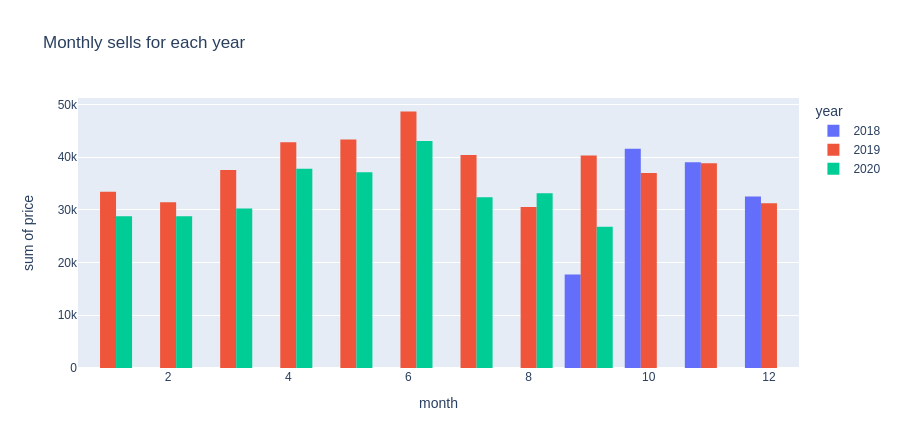 Monthly sells for each year
50k
40k
30k
20k
10k
0
sum of price
2
4
6
8
10
12
month
year
2018
2019
2020